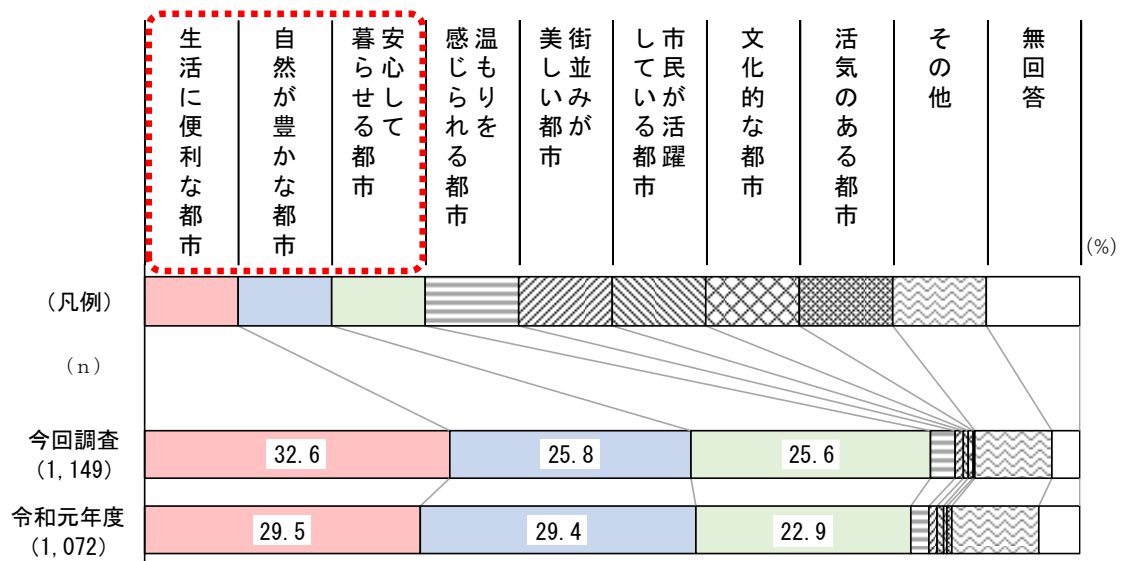 生活に便利な都市
自然が豊かな都市
安心して
暮らせる都市
温もりを
感じられる都市
街並みが
美しい都市
市民が活躍
している都市
文化的な都市
活気のある都市
その他
無回答
(%)
(凡例)
(n)
今回調査
(1,149)
32.6
25.8
25.6
令和元年度
(1,072)
29.5
29.4
22.9